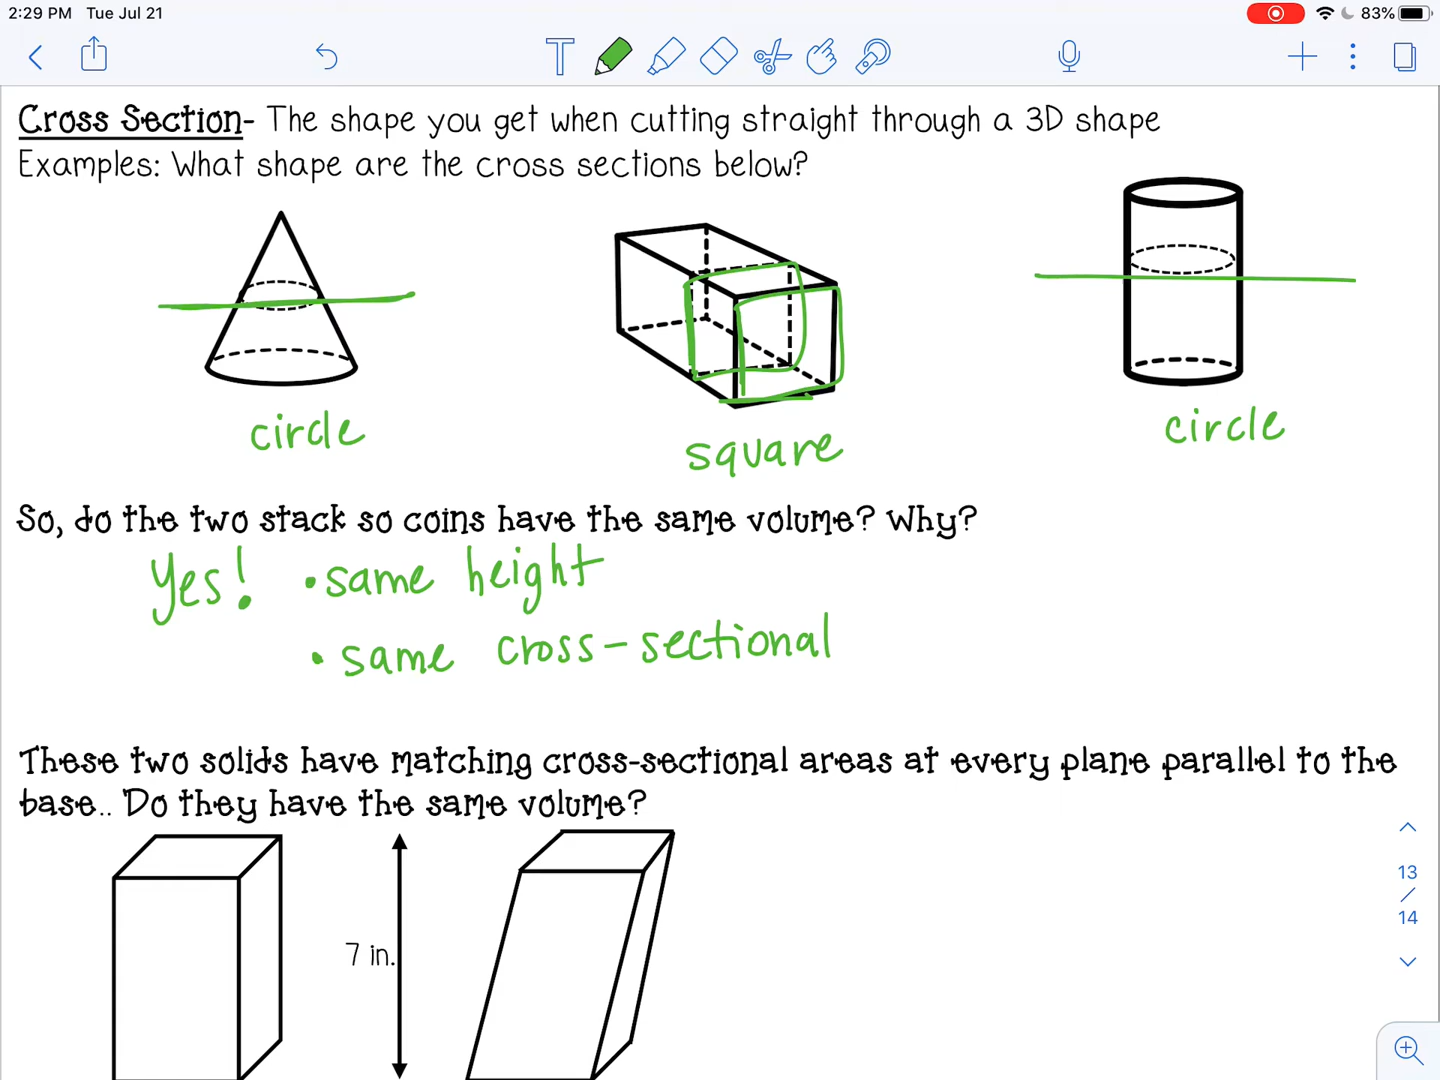 2:29 PM Tue Jul 21
83%
Cross Section- The shape you get when cutting straight through a 3D shape
Examples: What shape are the cross sections below?
circle
square
circle
So, do the two stack so coins have the same volume? Why?
Yes! • same height
• same cross-sectional
These two solids have matching cross-sectional areas at every plane parallel to the
base.. Do they have the same volume?
7 in.
13
/
14